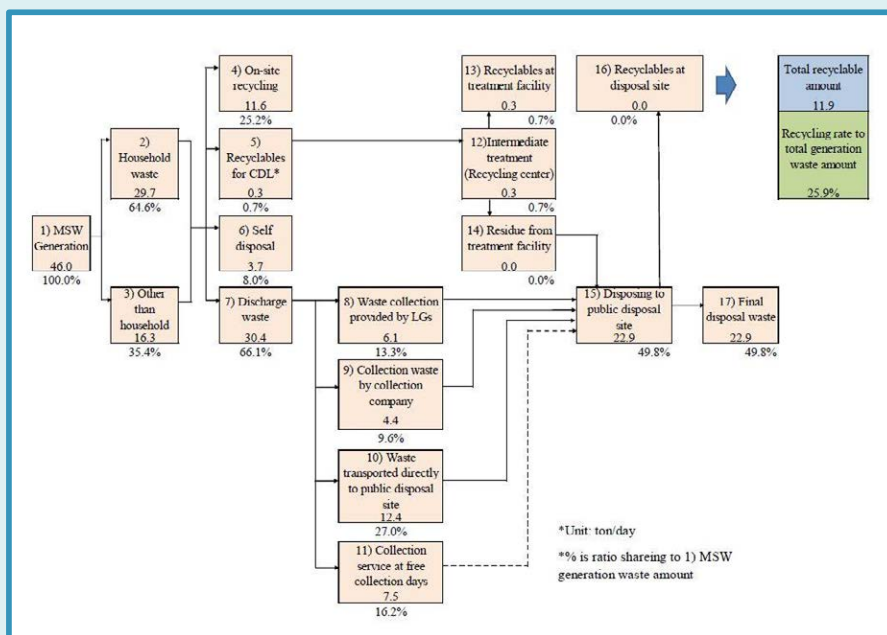 1) MSW
Generation
46.0
100.0%
2)
Household
waste
29.7
64.6%
3) Other
than
household
16.3
35.4%
4) On-site
recycling
11.6
25.2%
5)
Recyclables
for CDL*
0.3
0.7%
6) Self
disposal
3.7
8.0%
7) Discharge
waste
30.4
66.1%
8) Waste collection
provided by LGs
6.1
13.3%
9) Collection waste
by collection
company
4.4
9.6%
10) Waste
transported directly
to public disposal
site
12.4
27.0%
11) Collection
service at free
collection days
7.5
16.2%
13) Recyclables at
treatment facility
0.3
0.7%
12)Intermediate
treatment
(Recycling center)
0.3
0.7%
14) Residue from
treatment facility
0.0
0.0%
16) Recyclables at
disposal site
0.0
0.0%
15) Disposing to
public disposal
site
22.9
49.8%
17) Final
disposal waste
22.9
49.8%
Total recyclable
amount
11.9
Recycling rate to
total generation
waste amount
25.9%
*Unit: ton/day
*% is ratio shareing to 1) MSW
generation waste amount